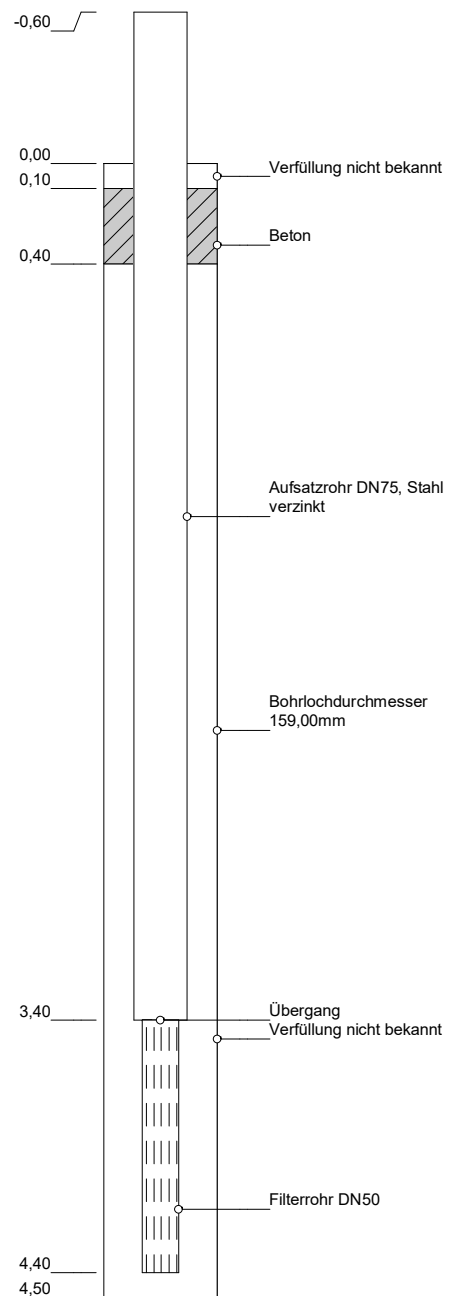 -0,60
0,00
Verfüllung nicht bekannt
0,10
Beton
0,40
Aufsatzrohr DN75, Stahl
verzinkt
Bohrlochdurchmesser
159,00mm
3,40
Übergang
Verfüllung nicht bekannt
Filterrohr DN50
4,40
4,50